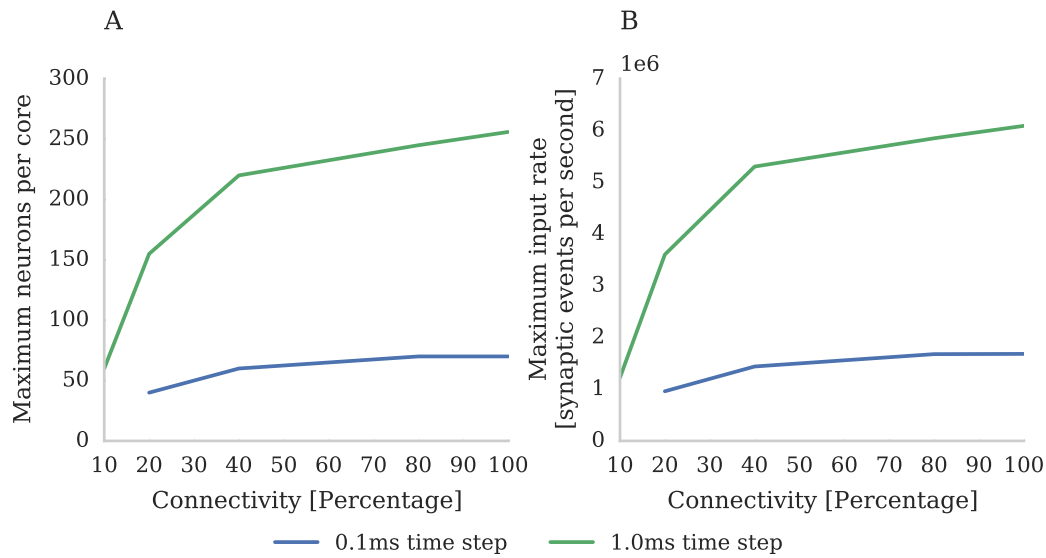 A
Maximum neurons per core
300
250
200
150
100
50
0
10 20 30 40 50 60 70 80 90 100
Connectivity [Percentage]
B
1e6
Maximum input rate
[synaptic events per second]
7
6
5
4
3
2
1
0
10 20 30 40 50 60 70 80 90 100
Connectivity [Percentage]
0.1ms time step
1.0ms time step